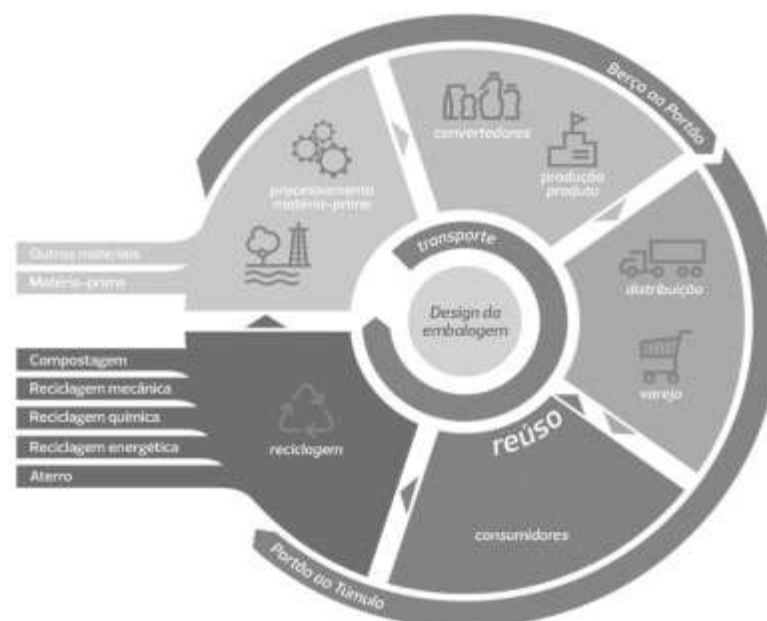 Berço ao Portão
convertedores
produção
produto
processamento
matéria-prima
transporte
Outros materiais
Matéria-prima
Design da
embalagem
distribuição
varejo
Compostagem
Reciclagem mecânica
Reciclagem química
Reciclagem energética
Aterro
reciclagem
reúso
consumidores
Portão ao Túmulo